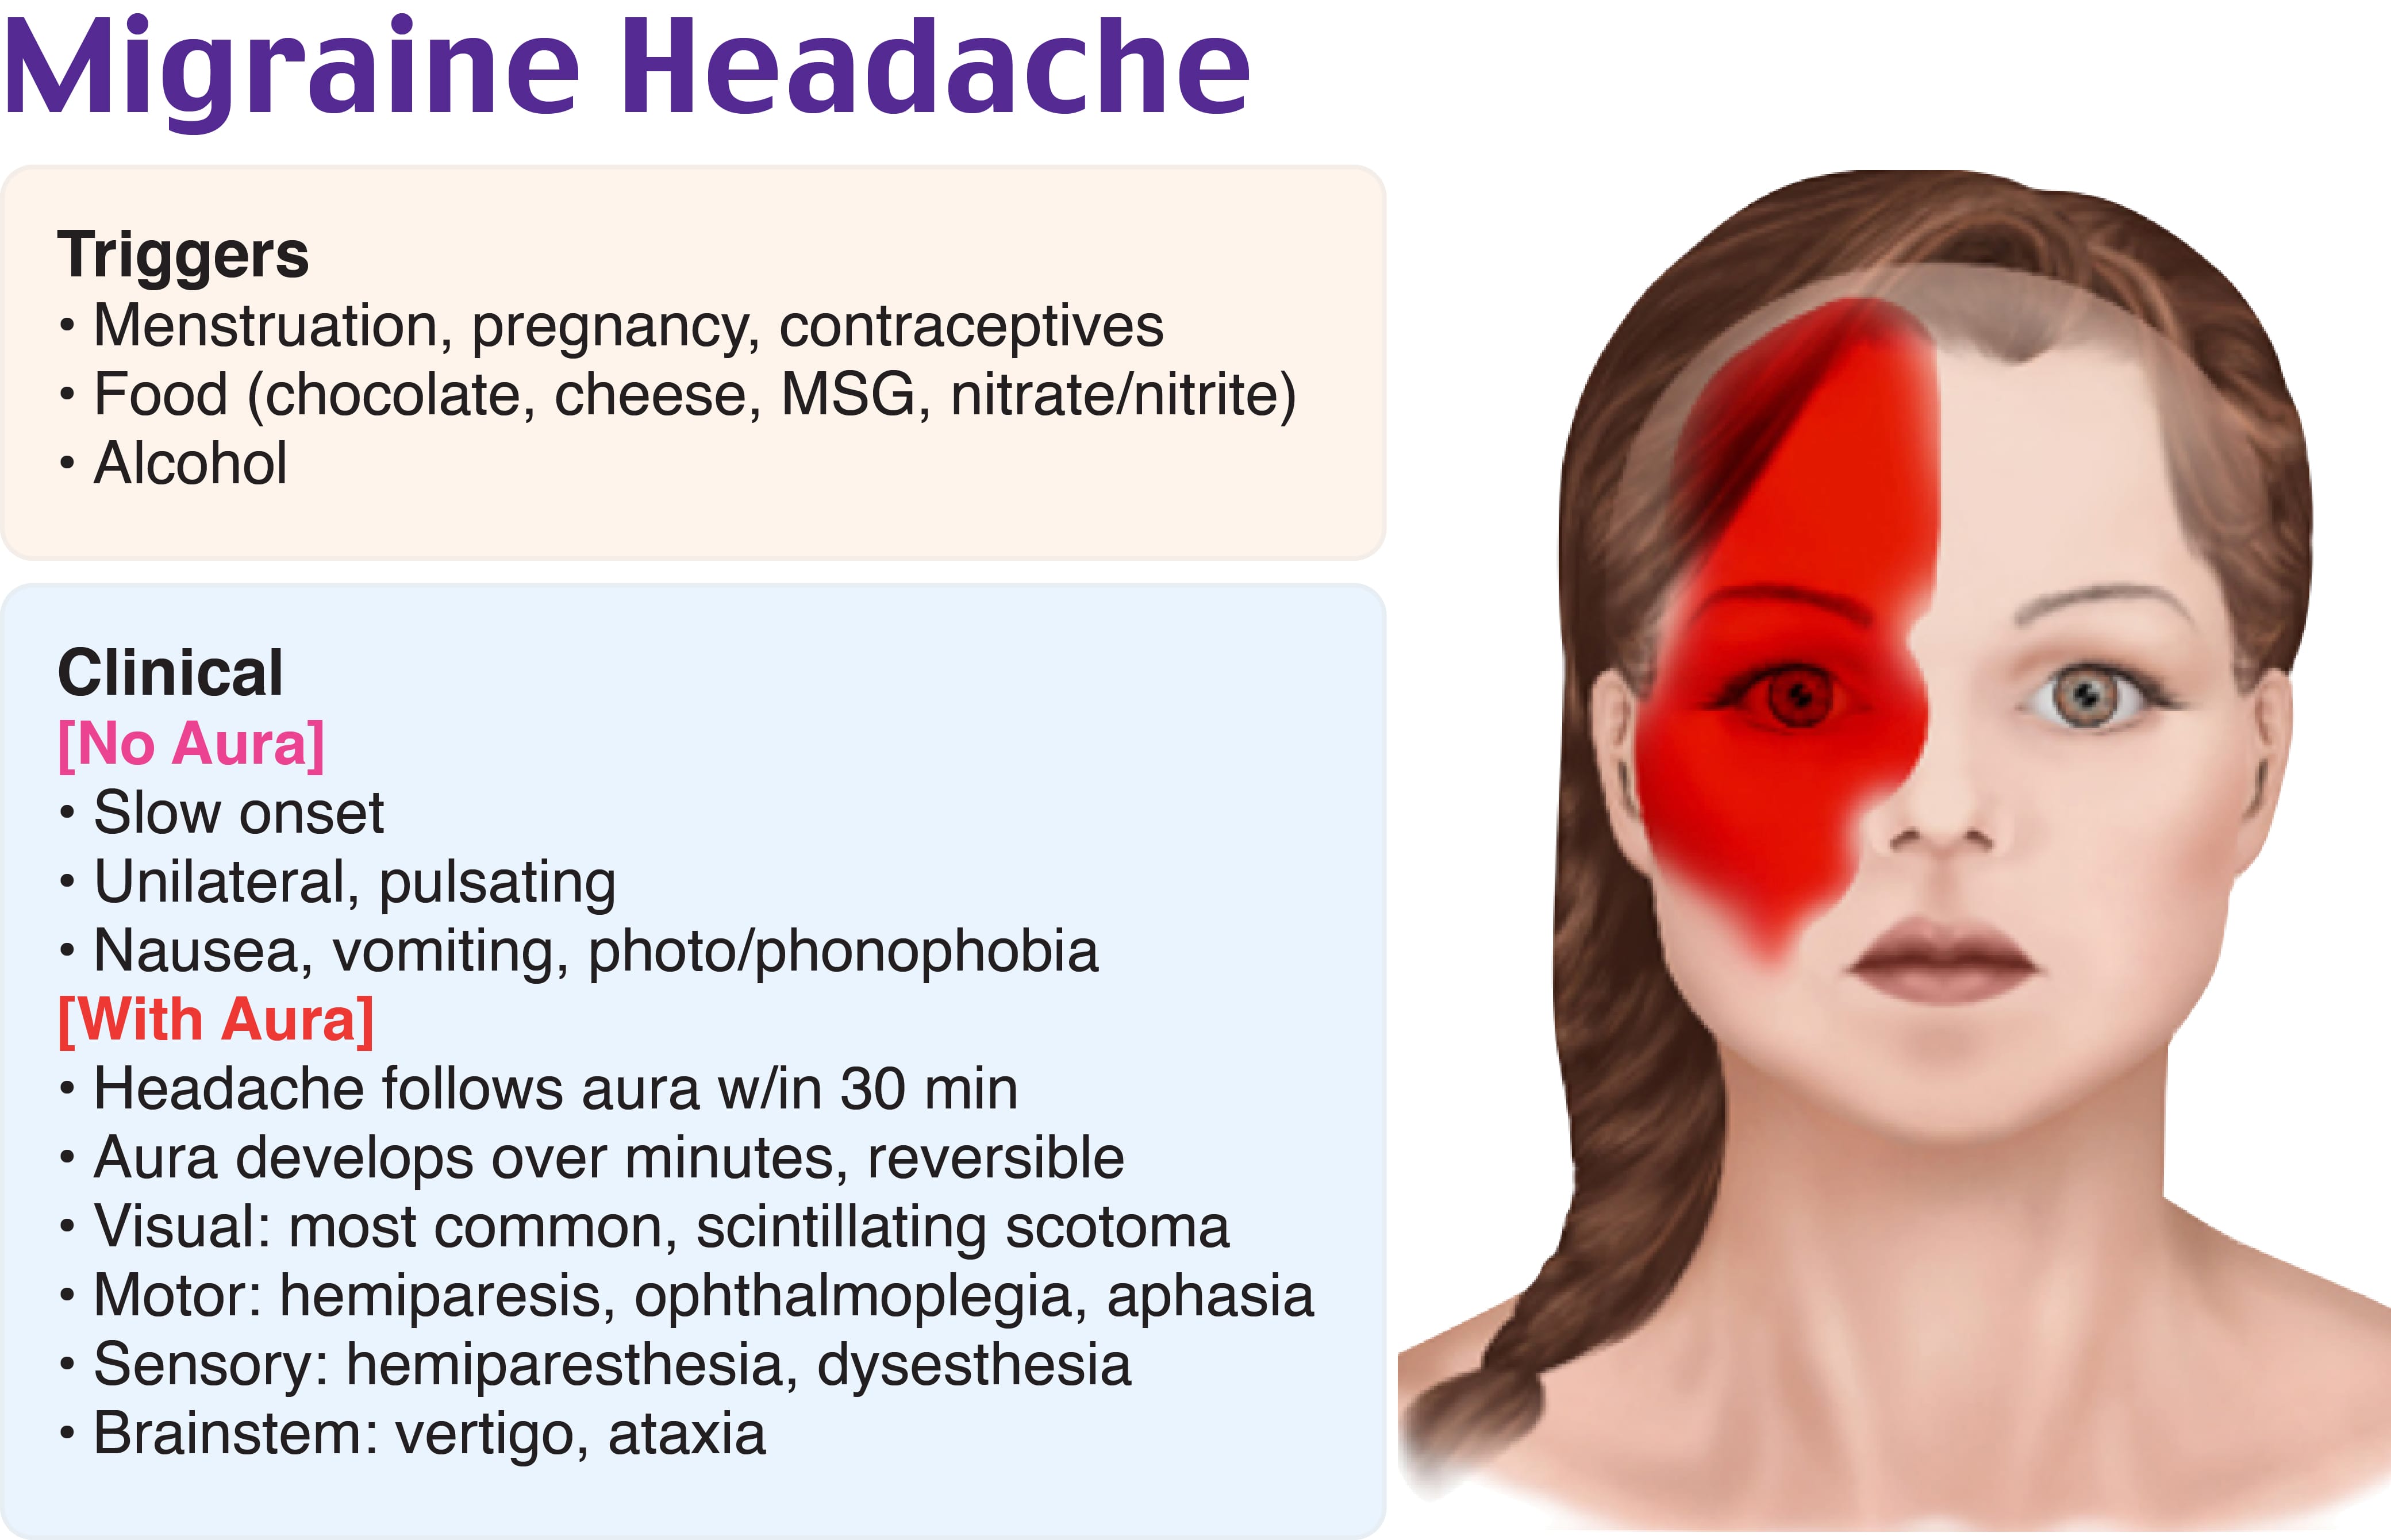 Migraine Headache
Triggers
• Menstruation, pregnancy, contraceptives
• Food (chocolate, cheese, MSG, nitrate/nitrite)
• Alcohol
Clinical
[No Aura]
• Slow onset
• Unilateral, pulsating
• Nausea, vomiting, photo/phonophobia
[With Aura]
• Headache follows aura w/in 30 min
• Aura develops over minutes, reversible
• Visual: most common, scintillating scotoma
• Motor: hemiparesis, ophthalmoplegia, aphasia
• Sensory: hemiparesthesia, dysesthesia
• Brainstem: vertigo, ataxia